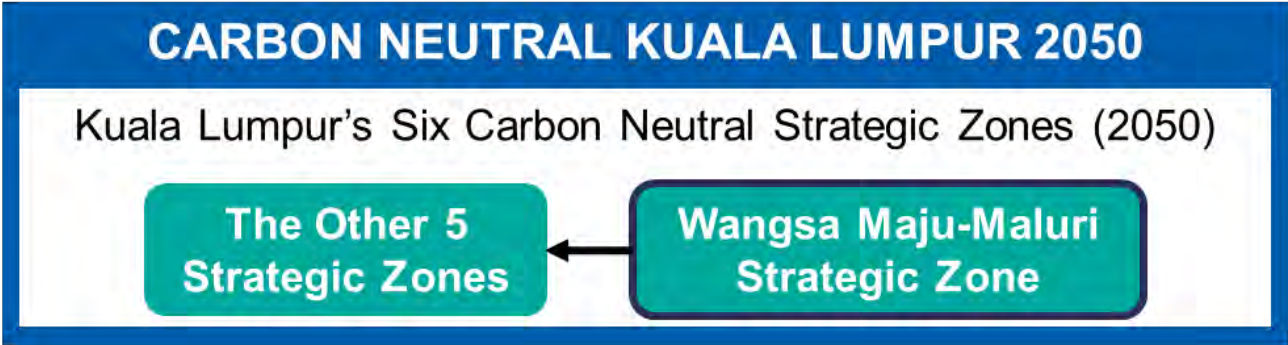 CARBON NEUTRAL KUALA LUMPUR 2050
Kuala Lumpur’s Six Carbon Neutral Strategic Zones (2050)
The Other 5
Strategic Zones
Wangsa Maju-Maluri
Strategic Zone